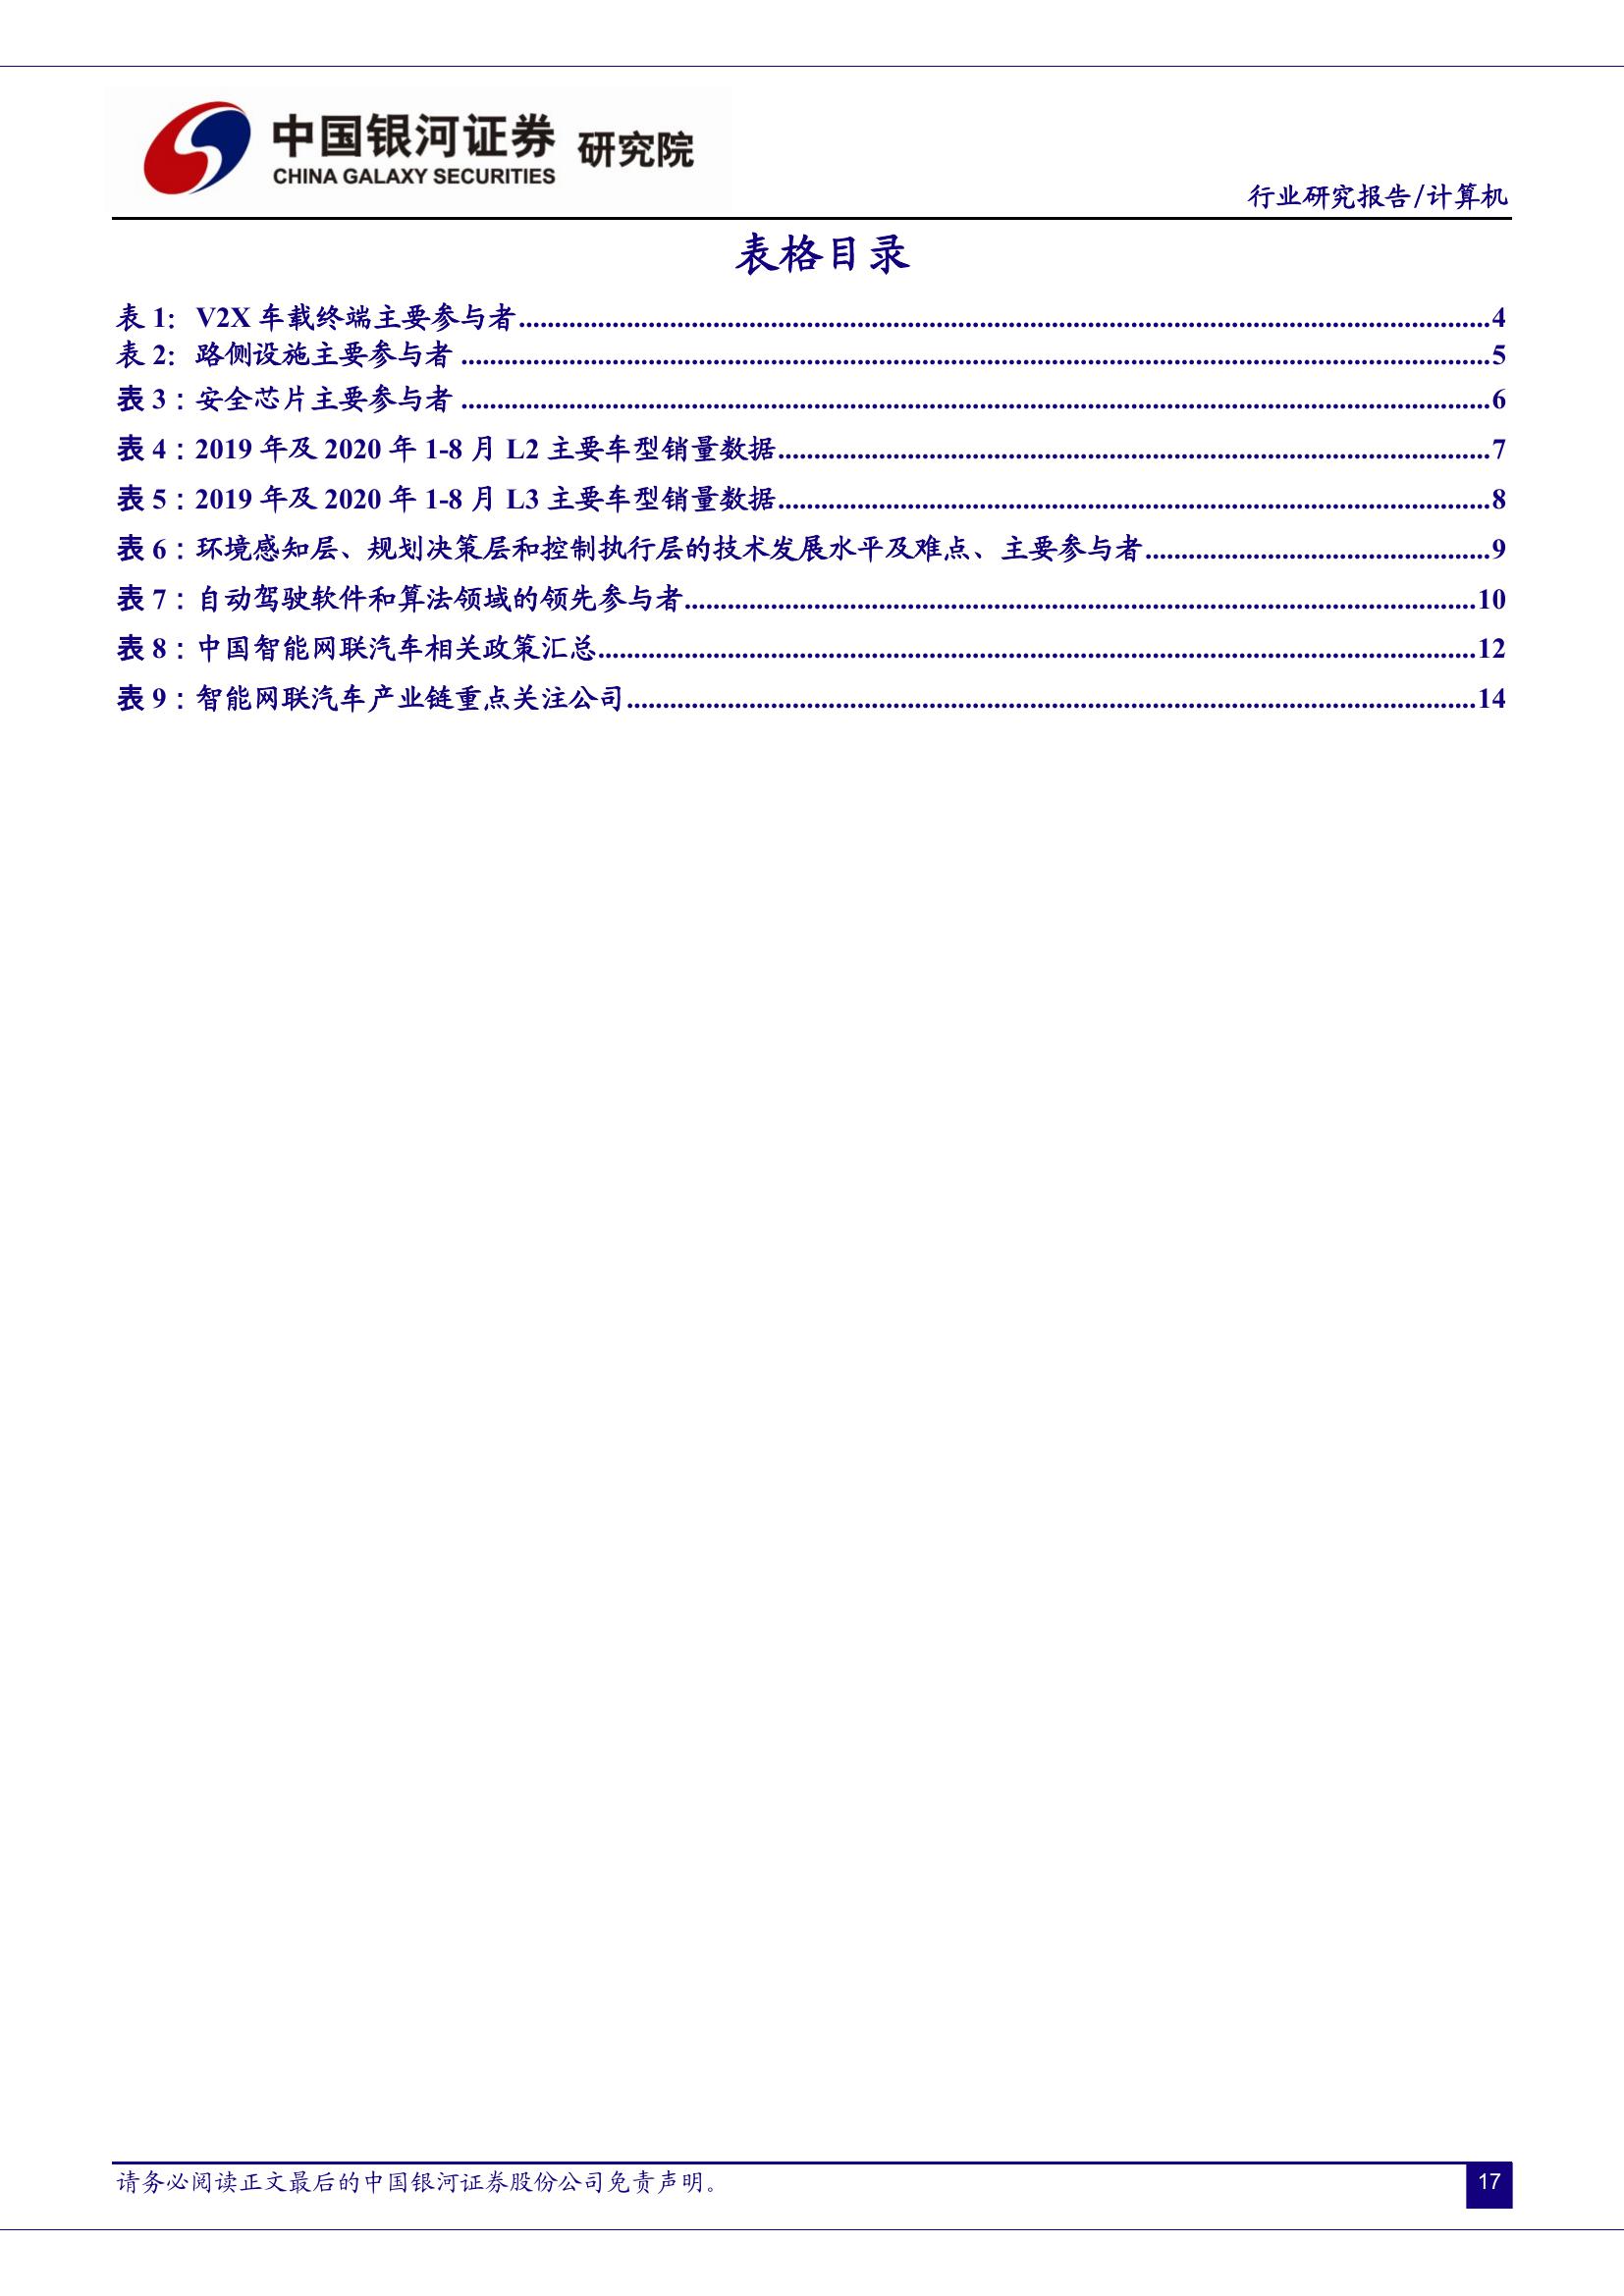 中国银河证券 研究院
CHINA GALAXY SECURITIES
行业研究报告/计算机
表格目录
表 1: V2X 车载终端主要参与者....................4
表 2: 路侧设施主要参与者....................5
表 3：安全芯片主要参与者....................6
表 4：2019 年及 2020 年 1-8 月 L2 主要车型销量数据....................7
表 5：2019 年及 2020 年 1-8 月 L3 主要车型销量数据....................8
表 6：环境感知层、规划决策层和控制执行层的技术发展水平及难点、主要参与者....................9
表 7：自动驾驶软件和算法领域的领先参与者....................10
表 8：中国智能网联汽车相关政策汇总....................12
表 9：智能网联汽车产业链重点关注公司....................14
请务必阅读正文最后的中国银河证券股份公司免责声明。
17